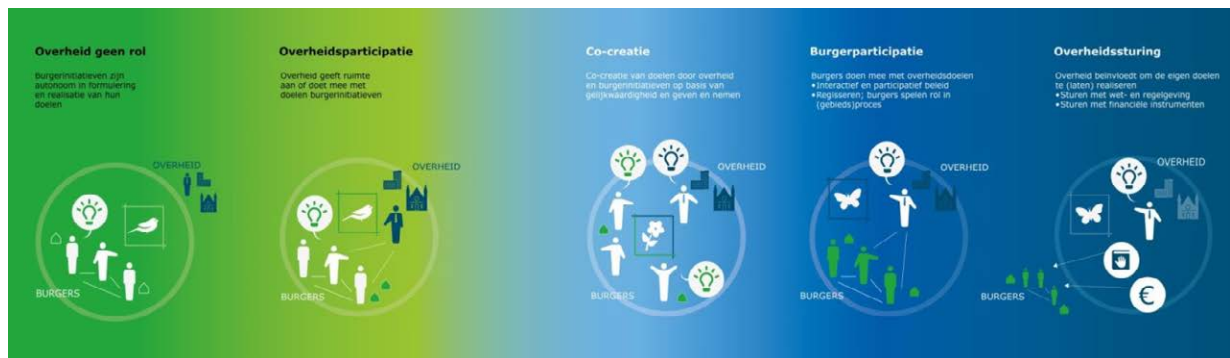 Overheid geen rol
Burgerinitiatieven zijn
autonoom in formulering
en realisatie van hun
doelen
OVERHEID
BURGERS
Overheidsparticipatie
Overheid geeft ruimte
aan of doet mee met
doelen burgerinitiatieven
OVERHEID
BURGERS
Co-creatie
Co-creatie van doelen door overheid
en burgerinitiatieven op basis van
gelijkwaardigheid en geven en nemen
OVERHEID
BURGERS
Burgerparticipatie
Burgers doen mee met overheidsdoelen
•Interactief en participatief beleid
•Regisseren; burgers spelen rol in
(gebieds)proces
OVERHEID
BURGERS
Overheidssturing
Overheid beinvloedt om de eigen doelen
te (laten) realiseren
•Sturen met wet- en regelgeving
•Sturen met financiële instrumenten
OVERHEID
€
BURGERS